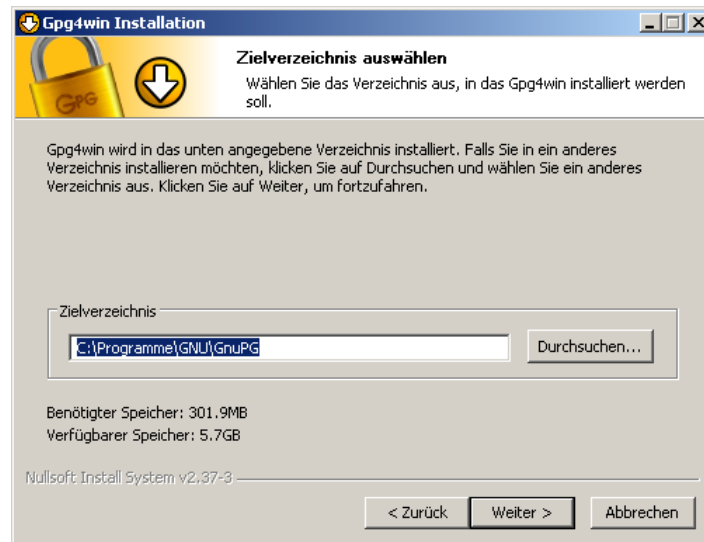 Gpg4win Installation
Zielverzeichnis auswählen
Wählen Sie das Verzeichnis aus, in das Gpg4win installiert werden
soll.
GPG
Gpg4win wird in das unten angegebene Verzeichnis installiert. Falls Sie in ein anderes
Verzeichnis installieren möchten, klicken Sie auf Durchsuchen und wählen Sie ein anderes
Verzeichnis aus. Klicken Sie auf Weiter, um fortzufahren.
Zielverzeichnis
C:\Programme\GNU\GnuPG
Durchsuchen...
Benötigter Speicher: 301.9MB
Verfügbarer Speicher: 5.7GB
Nullsoft Install System v2.37-3
< Zurück
Weiter >
Abbrechen